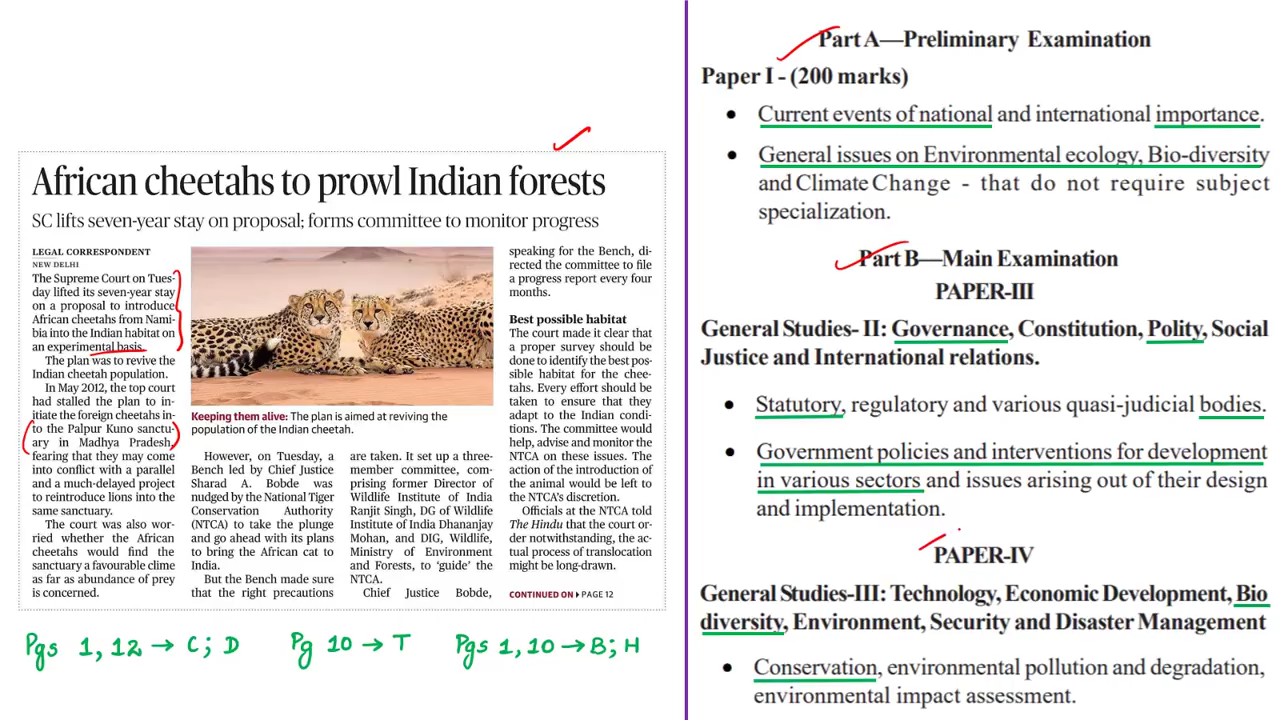 African cheetahs to prowl Indian forests
SC lifts seven-year stay on proposal; forms committee to monitor progress
LEGAL CORRESPONDENT
NEW DELHI
The Supreme Court on Tues-
day lifted its seven-year stay
on a proposal to introduce
African cheetahs from Nami-
bia into the Indian habitat on
an experimental basis.
The plan was to revive the
Indian cheetah population.
In May 2012, the top court
had stalled the plan to in-
itiate the foreign cheetahs in-
to the Palpur Kuno sanctu-
ary in Madhya Pradesh,
fearing that they may come
into conflict with a parallel
and a much-delayed project
to reintroduce lions into the
same sanctuary.
The court was also wor-
ried whether the African
cheetahs would find the
sanctuary a favourable clime
as far as abundance of prey
is concerned.
Keeping them alive: The plan is aimed at reviving the
population of the Indian cheetah.
However, on Tuesday, a
Bench led by Chief Justice
Sharad A. Bobde was
nudged by the National Tiger
Conservation Authority
(NTCA) to take the plunge
and go ahead with its plans
to bring the African cat to
India.
But the Bench made sure
that the right precautions
are taken. It set up a three-
member committee, com-
prising former Director of
Wildlife Institute of India
Ranjit Singh, DG of Wildlife
Institute of India Dhananjay
Mohan, and DIG, Wildlife,
Ministry of Environment
and Forests, to ‘guide’ the
NTCA.
Chief Justice Bobde,
speaking for the Bench, di-
rected the committee to file
a progress report every four
months.
Best possible habitat
The court made it clear that
a proper survey should be
done to identify the best pos-
sible habitat for the chee-
tahs. Every effort should be
taken to ensure that they
adapt to the Indian condi-
tions. The committee would
help, advise and monitor the
NTCA on these issues. The
action of the introduction of
the animal would be left to
the NTCA's discretion.
Officials at the NTCA told
The Hindu that the court or-
der notwithstanding, the ac-
tual process of translocation
might be long-drawn.
CONTINUED ON ▸ PAGE 12
Pgs 1, 12 → C; D
Pg 10 → T
Pgs 1, 10 → B; H
Part A—Preliminary Examination
Paper I - (200 marks)
• Current events of national and international importance.
• General issues on Environmental ecology, Bio-diversity
and Climate Change - that do not require subject
specialization.
Part B—Main Examination
PAPER-III
General Studies- II: Governance, Constitution, Polity, Social
Justice and International relations.
• Statutory, regulatory and various quasi-judicial bodies.
• Government policies and interventions for development
in various sectors and issues arising out of their design
and implementation.
PAPER-IV
General Studies-III: Technology, Economic Development, Bio
diversity, Environment, Security and Disaster Management
• Conservation, environmental pollution and degradation,
environmental impact assessment.